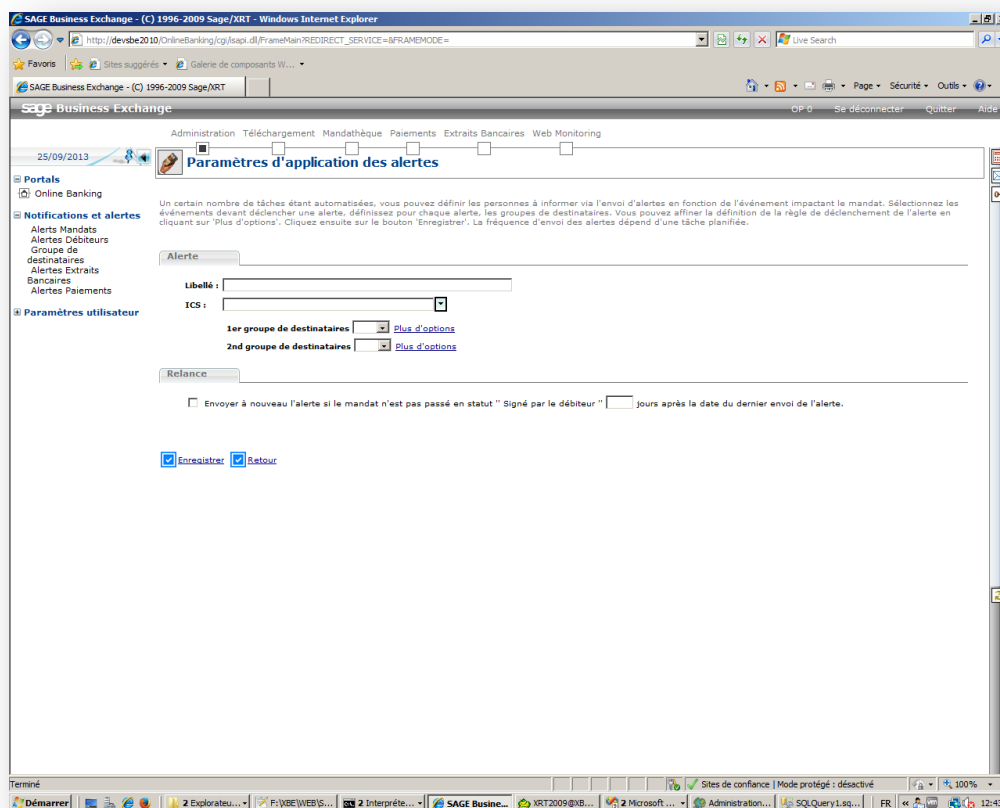 SAGE Business Exchange - (C) 1996-2009 Sage/XRT - Windows Internet Explorer
http://devsbe2010/OnlineBanking/cgi/isapi.dl/FrameMain?REDIRECT_SERVICE=&FRAMEMODE=
Live Search
Favoris Sites suggérés Galerie de composants W...
SAGE Business Exchange - (C) 1996-2009 Sage/XRT
Page Sécurité Outils
sage Business Exchange
OP 0 Se déconnecter Quitter Aide
Administration Téléchargement Mandathèque Paiements Extraits Bancaires Web Monitoring
25/09/2013
Paramètres d'application des alertes
Portals
Online Banking
Notifications et alertes
Alerts Mandats
Alertes Débiteurs
Groupe de
destinataires
Alertes Extraits
Bancaires
Alertes Paiements
Paramètres utilisateur
Un certain nombre de tâches étant automatisées, vous pouvez définir les personnes à informer via l'envoi d'alertes en fonction de l'événement impactant le mandat. Sélectionnez les
événements devant déclencher une alerte, définissez pour chaque alerte, les groupes de destinataires. Vous pouvez affiner la définition de la règle de déclenchement de l'alerte en
cliquant sur 'Plus d'options'. Cliquez ensuite sur le bouton 'Enregistrer'. La fréquence d'envoi des alertes dépend d'une tâche planifiée.
Alerte
Libellé :
ICS :
1er groupe de destinataires Plus d'options
2nd groupe de destinataires Plus d'options
Relance
Envoyer à nouveau l'alerte si le mandat n'est pas passé en statut " Signé par le débiteur " jours après la date du dernier envoi de l'alerte.
Enregistrer Retour
Terminé
Sites de confiance | Mode protégé : désactivé
100%
Démarrer
2 Explorateu...
F:\XBE\WEB\S...
2 Interpréte...
SAGE Busine...
XRT2009@XB...
2 Microsoft ...
Administration...
SQLQuery1.sq...
FR
12:43